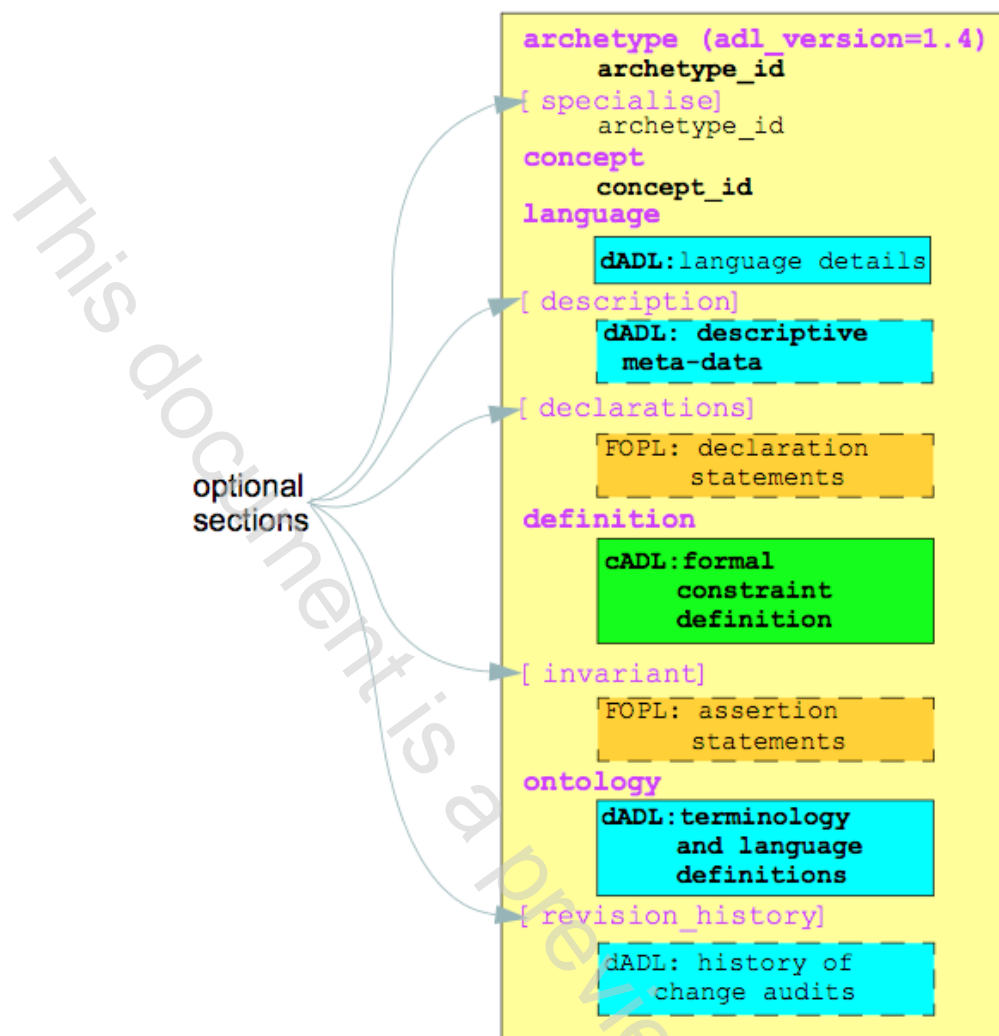 archetype (adl_version=1.4)
archetype_id
[ specialise]
archetype_id
concept
concept_id
language
dADL:language details
[ description]
dADL: descriptive
meta-data
[ declarations]
FOPL: declaration
statements
optional
sections
definition
cADL:formal
constraint
definition
[ invariant]
FOPL: assertion
statements
ontology
dADL:terminology
and language
definitions
[ revision_history]
dADL: history of
change audits
This document is a preview